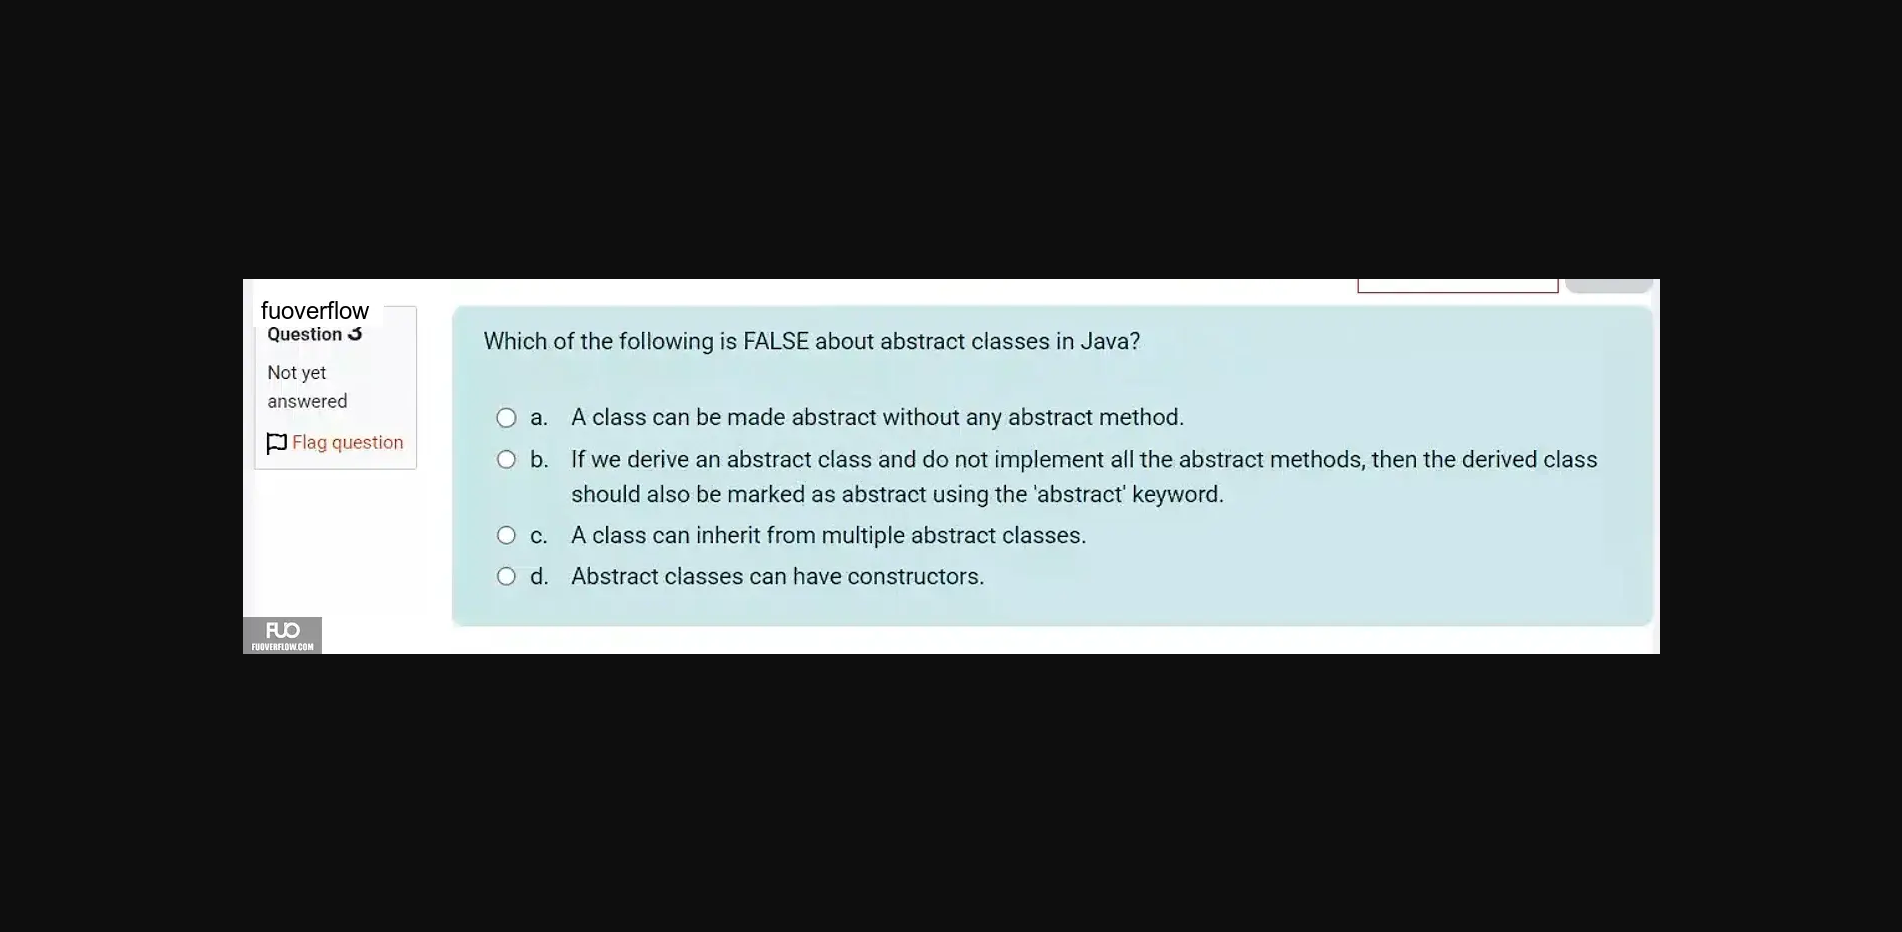 fuoverflow
Question 3
Not yet
answered
Flag question
Which of the following is FALSE about abstract classes in Java?
a. A class can be made abstract without any abstract method.
b. If we derive an abstract class and do not implement all the abstract methods, then the derived class
should also be marked as abstract using the 'abstract' keyword.
c. A class can inherit from multiple abstract classes.
d. Abstract classes can have constructors.
FUO
FUOVERFLOW.COM